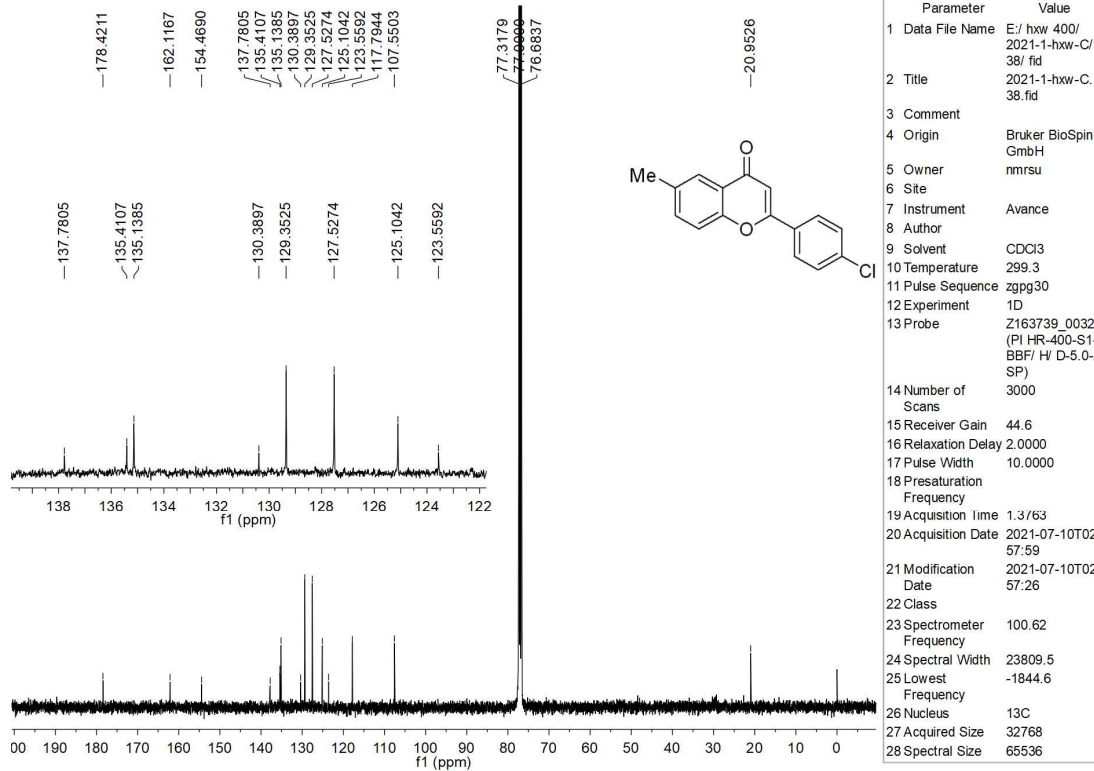 178.4211
162.1167
154.4690
137.7805
135.4107
135.1385
130.3897
129.3525
127.5274
125.1042
123.5592
117.7944
107.5503
77.3179
77.0000
76.6837
20.9526
137.7805
135.4107
135.1385
130.3897
129.3525
127.5274
125.1042
123.5592
138 136 134 132 130 128 126 124 122
f1 (ppm)
Me
O
O
Cl
00 190 180 170 160 150 140 130 120 110 100 90 80 70 60 50 40 30 20 10 0
f1 (ppm)
Parameter Value
1 Data File Name E:/ hxw 400/
2021-1-hxw-C/
38/ fid
2 Title 2021-1-hxw-C.
38.fid
3 Comment
4 Origin Bruker BioSpin
GmbH
5 Owner nmrsu
6 Site
7 Instrument Avance
8 Author
9 Solvent CDCl3
10 Temperature 299.3
11 Pulse Sequence zgpg30
12 Experiment 1D
13 Probe Z163739_0032
(PI HR-400-S1-
BBF/ H/ D-5.0-
SP)
14 Number of 3000
Scans
15 Receiver Gain 44.6
16 Relaxation Delay 2.0000
17 Pulse Width 10.0000
18 Presaturation
Frequency
19 Acquisition Time 1.3763
20 Acquisition Date 2021-07-10T02
57:59
21 Modification 2021-07-10T02
Date 57:26
22 Class
23 Spectrometer 100.62
Frequency
24 Spectral Width 23809.5
25 Lowest -1844.6
Frequency
26 Nucleus 13C
27 Acquired Size 32768
28 Spectral Size 65536